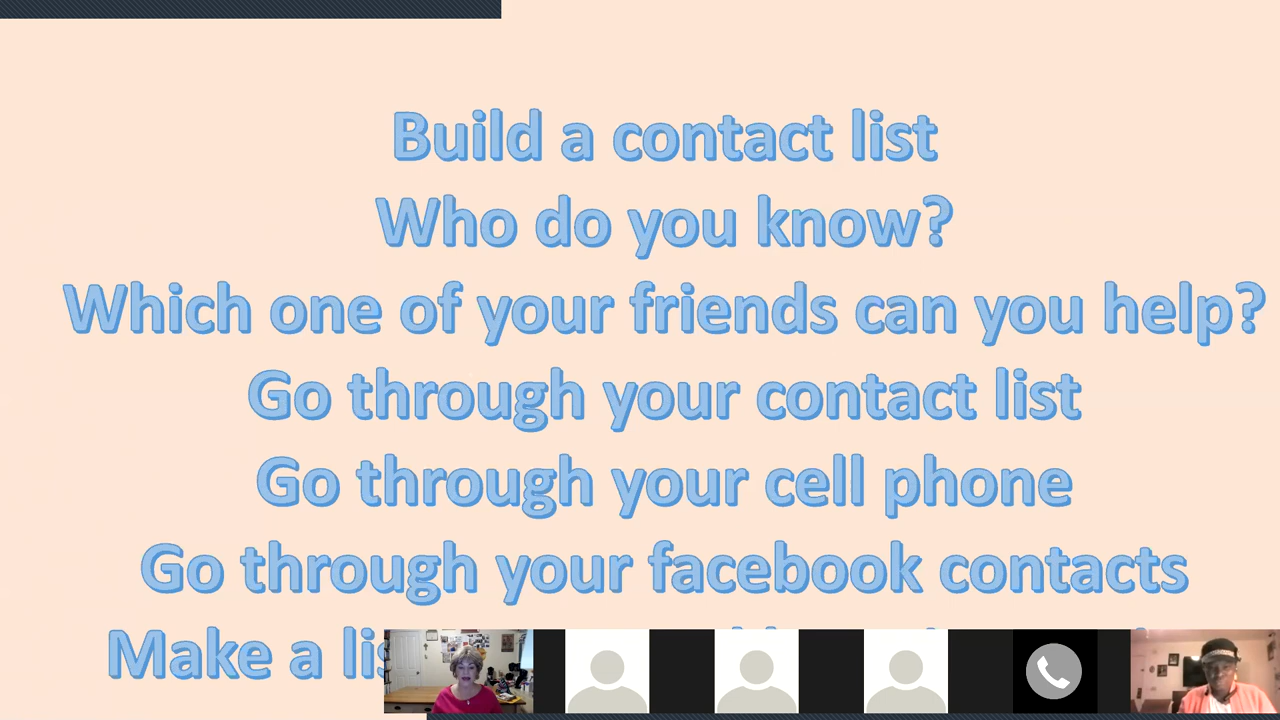 Build a contact list
Who do you know?
Which one of your friends can you help?
Go through your contact list
Go through your cell phone
Go through your facebook contacts
Make a